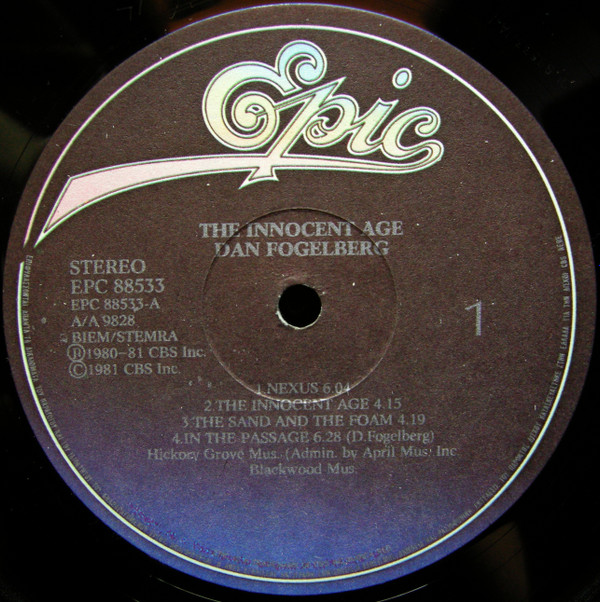 Epic
THE INNOCENT AGE
DAN FOGELBERG
STEREO
EPC 88533
EPC 88533-A
A/A 9828
BIEM/STEMRA
Ⓟ1980-81 CBS Inc.
©1981 CBS Inc.
1
1.NEXUS 6.04
2.THE INNOCENT AGE 4.15
3.THE SAND AND THE FOAM 4.19
4.IN THE PASSAGE 6.28 (D.Fogelberg)
Hickory Grove Mus. (Admin. by April Mus. Inc.
Blackwood Mus.